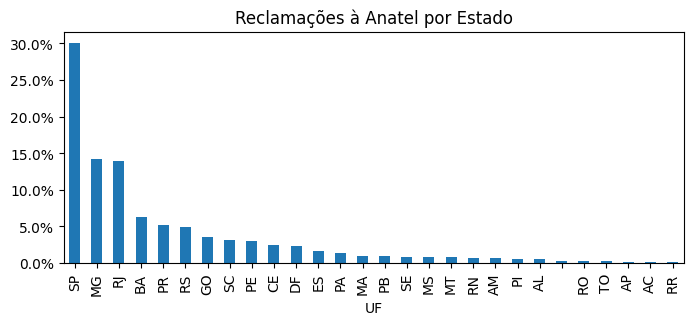 Reclamações à Anatel por Estado
30.0%
25.0%
20.0%
15.0%
10.0%
5.0%
0.0%
SP MG RJ BA PR RS GO SC PE CE DF ES PA MA PB SE MS MT RN AM PI AL RO TO AP AC RR
UF